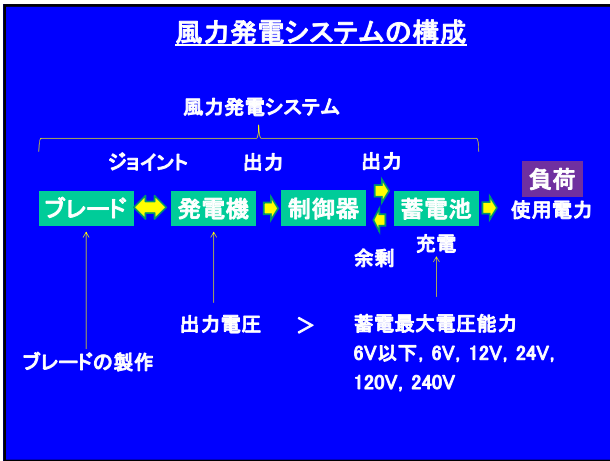 風力発電システムの構成
風力発電システム
ジョイント 出力 出力
ブレード 発電機 制御器 蓄電池 負荷
使用電力
余剰 充電
出力電圧 > 蓄電最大電圧能力
6V以下, 6V, 12V, 24V,
120V, 240V
ブレードの製作